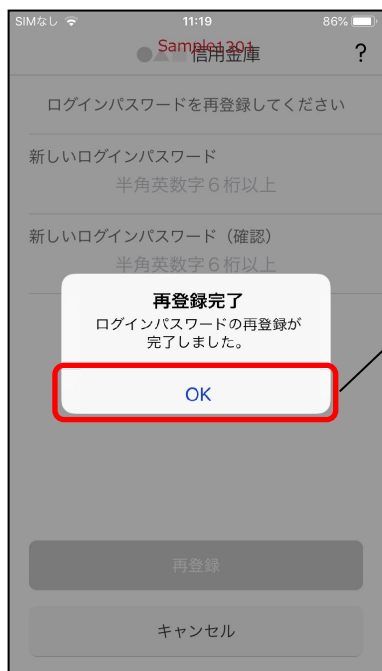 SIMなし 11:19 86%
Sample1301
●▲■信用金庫 ?
ログインパスワードを再登録してください
新しいログインパスワード
半角英数字6桁以上
新しいログインパスワード（確認）
半角英数字6桁以上
再登録完了
ログインパスワードの再登録が
完了しました。
OK
再登録
キャンセル